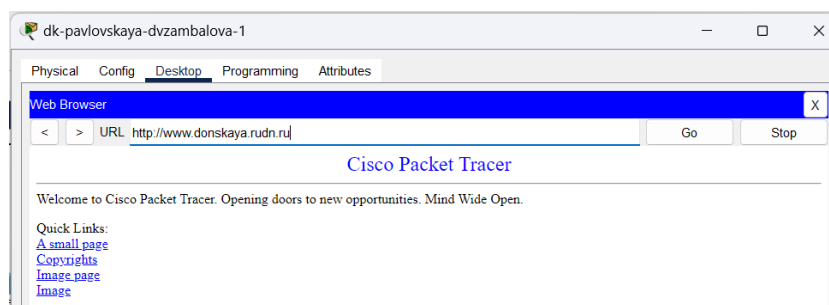 dk-pavlovskaya-dvzambalova-1
Physical Config Desktop Programming Attributes
Web Browser X
< > URL http://www.donskaya.rudn.ru Go Stop
Cisco Packet Tracer
Welcome to Cisco Packet Tracer. Opening doors to new opportunities. Mind Wide Open.
Quick Links:
A small page
Copyrights
Image page
Image